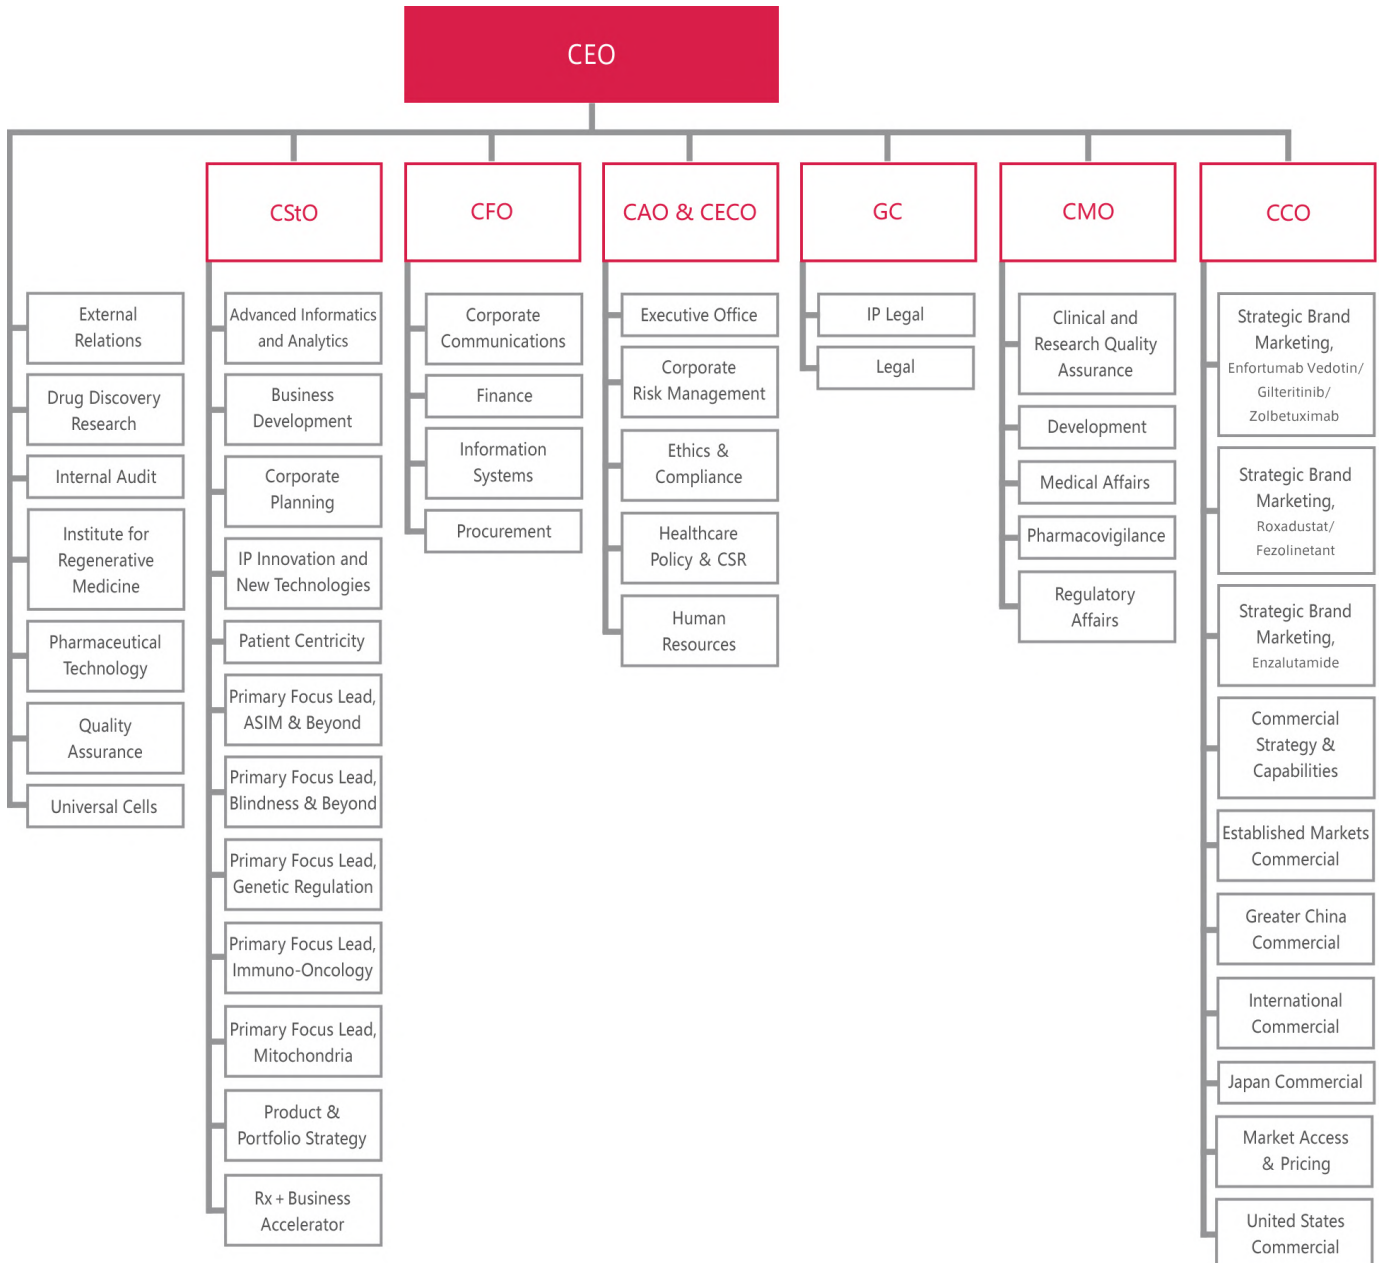 CEO
CStO
CFO
CAO & CECO
GC
CMO
CCO
External
Relations
Drug Discovery
Research
Internal Audit
Institute for
Regenerative
Medicine
Pharmaceutical
Technology
Quality
Assurance
Universal Cells
Advanced Informatics
and Analytics
Business
Development
Corporate
Planning
IP Innovation and
New Technologies
Patient Centricity
Primary Focus Lead,
ASIM & Beyond
Primary Focus Lead,
Blindness & Beyond
Primary Focus Lead,
Genetic Regulation
Primary Focus Lead,
Immuno-Oncology
Primary Focus Lead,
Mitochondria
Product &
Portfolio Strategy
Rx + Business
Accelerator
Corporate
Communications
Finance
Information
Systems
Procurement
Executive Office
Corporate
Risk Management
Ethics &
Compliance
Healthcare
Policy & CSR
Human
Resources
IP Legal
Legal
Clinical and
Research Quality
Assurance
Development
Medical Affairs
Pharmacovigilance
Regulatory
Affairs
Strategic Brand
Marketing,
Enfortumab Vedotin/
Gilteritinib/
Zolbetuximab
Strategic Brand
Marketing,
Roxadustat/
Fezolinetant
Strategic Brand
Marketing,
Enzalutamide
Commercial
Strategy &
Capabilities
Established Markets
Commercial
Greater China
Commercial
International
Commercial
Japan Commercial
Market Access
& Pricing
United States
Commercial